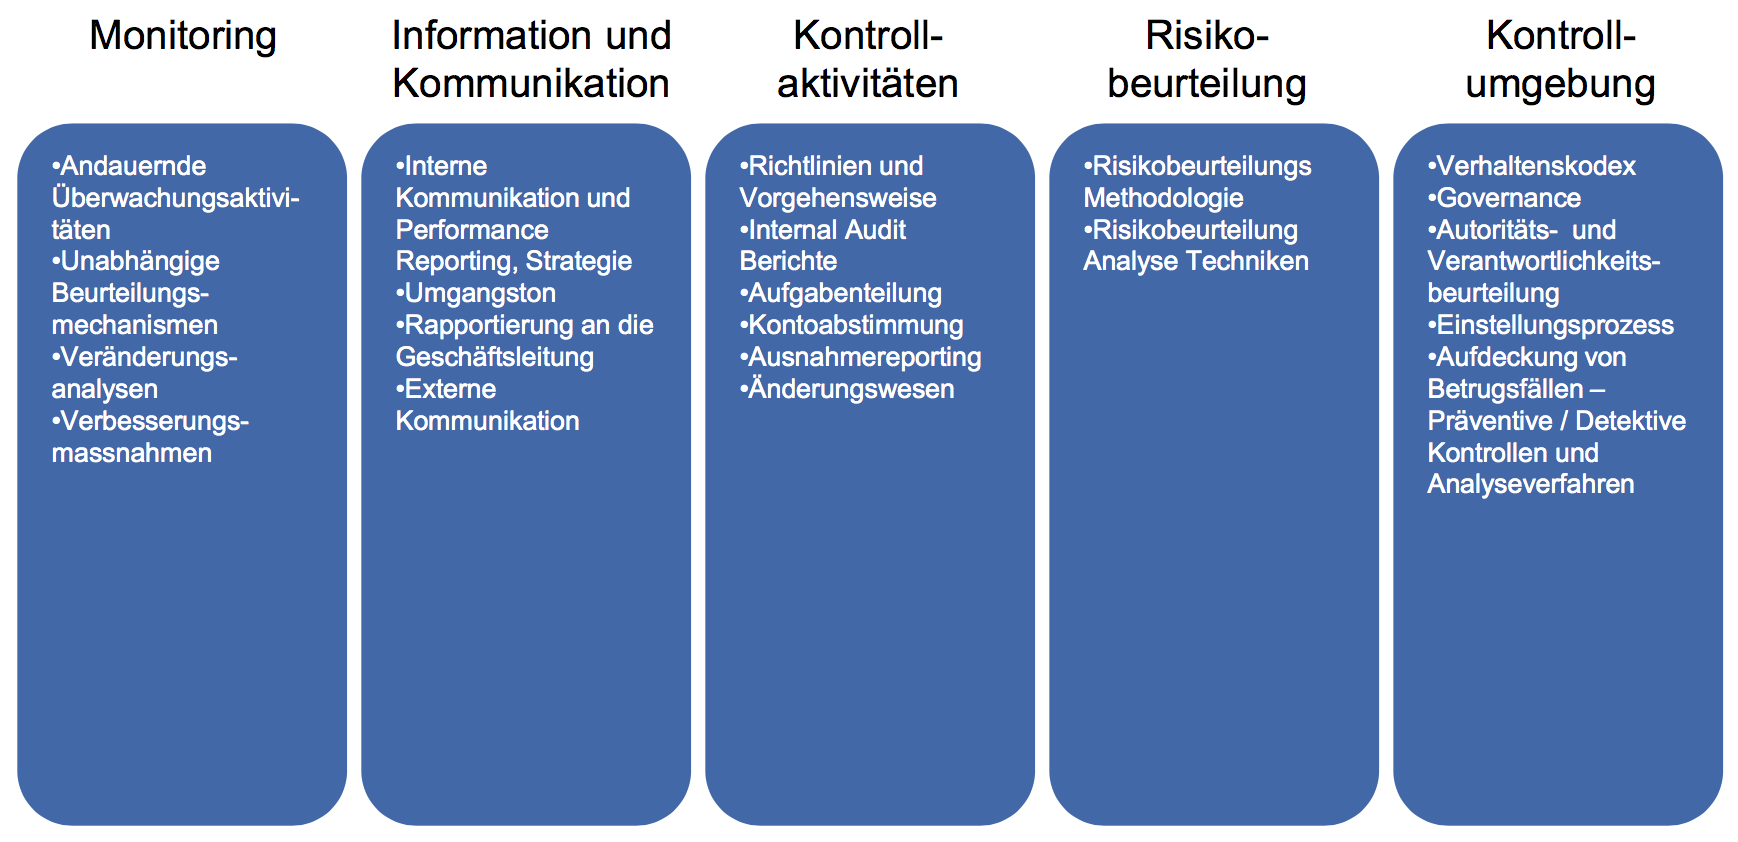 Monitoring
•Andauernde
Überwachungsaktivi-
täten
•Unabhängige
Beurteilungs-
mechanismen
•Veränderungs-
analysen
•Verbesserungs-
massnahmen
Information und
Kommunikation
•Interne
Kommunikation und
Performance
Reporting, Strategie
•Umgangston
•Rapportierung an die
Geschäftsleitung
•Externe
Kommunikation
Kontroll-
aktivitäten
•Richtlinien und
Vorgehensweise
•Internal Audit
Berichte
•Aufgabenteilung
•Kontoabstimmung
•Ausnahmereporting
•Änderungswesen
Risiko-
beurteilung
•Risikobeurteilungs
Methodologie
•Risikobeurteilung
Analyse Techniken
Kontroll-
umgebung
•Verhaltenskodex
•Governance
•Autoritäts- und
Verantwortlichkeits-
beurteilung
•Einstellungsprozess
•Aufdeckung von
Betrugsfällen –
Präventive / Detektive
Kontrollen und
Analyseverfahren